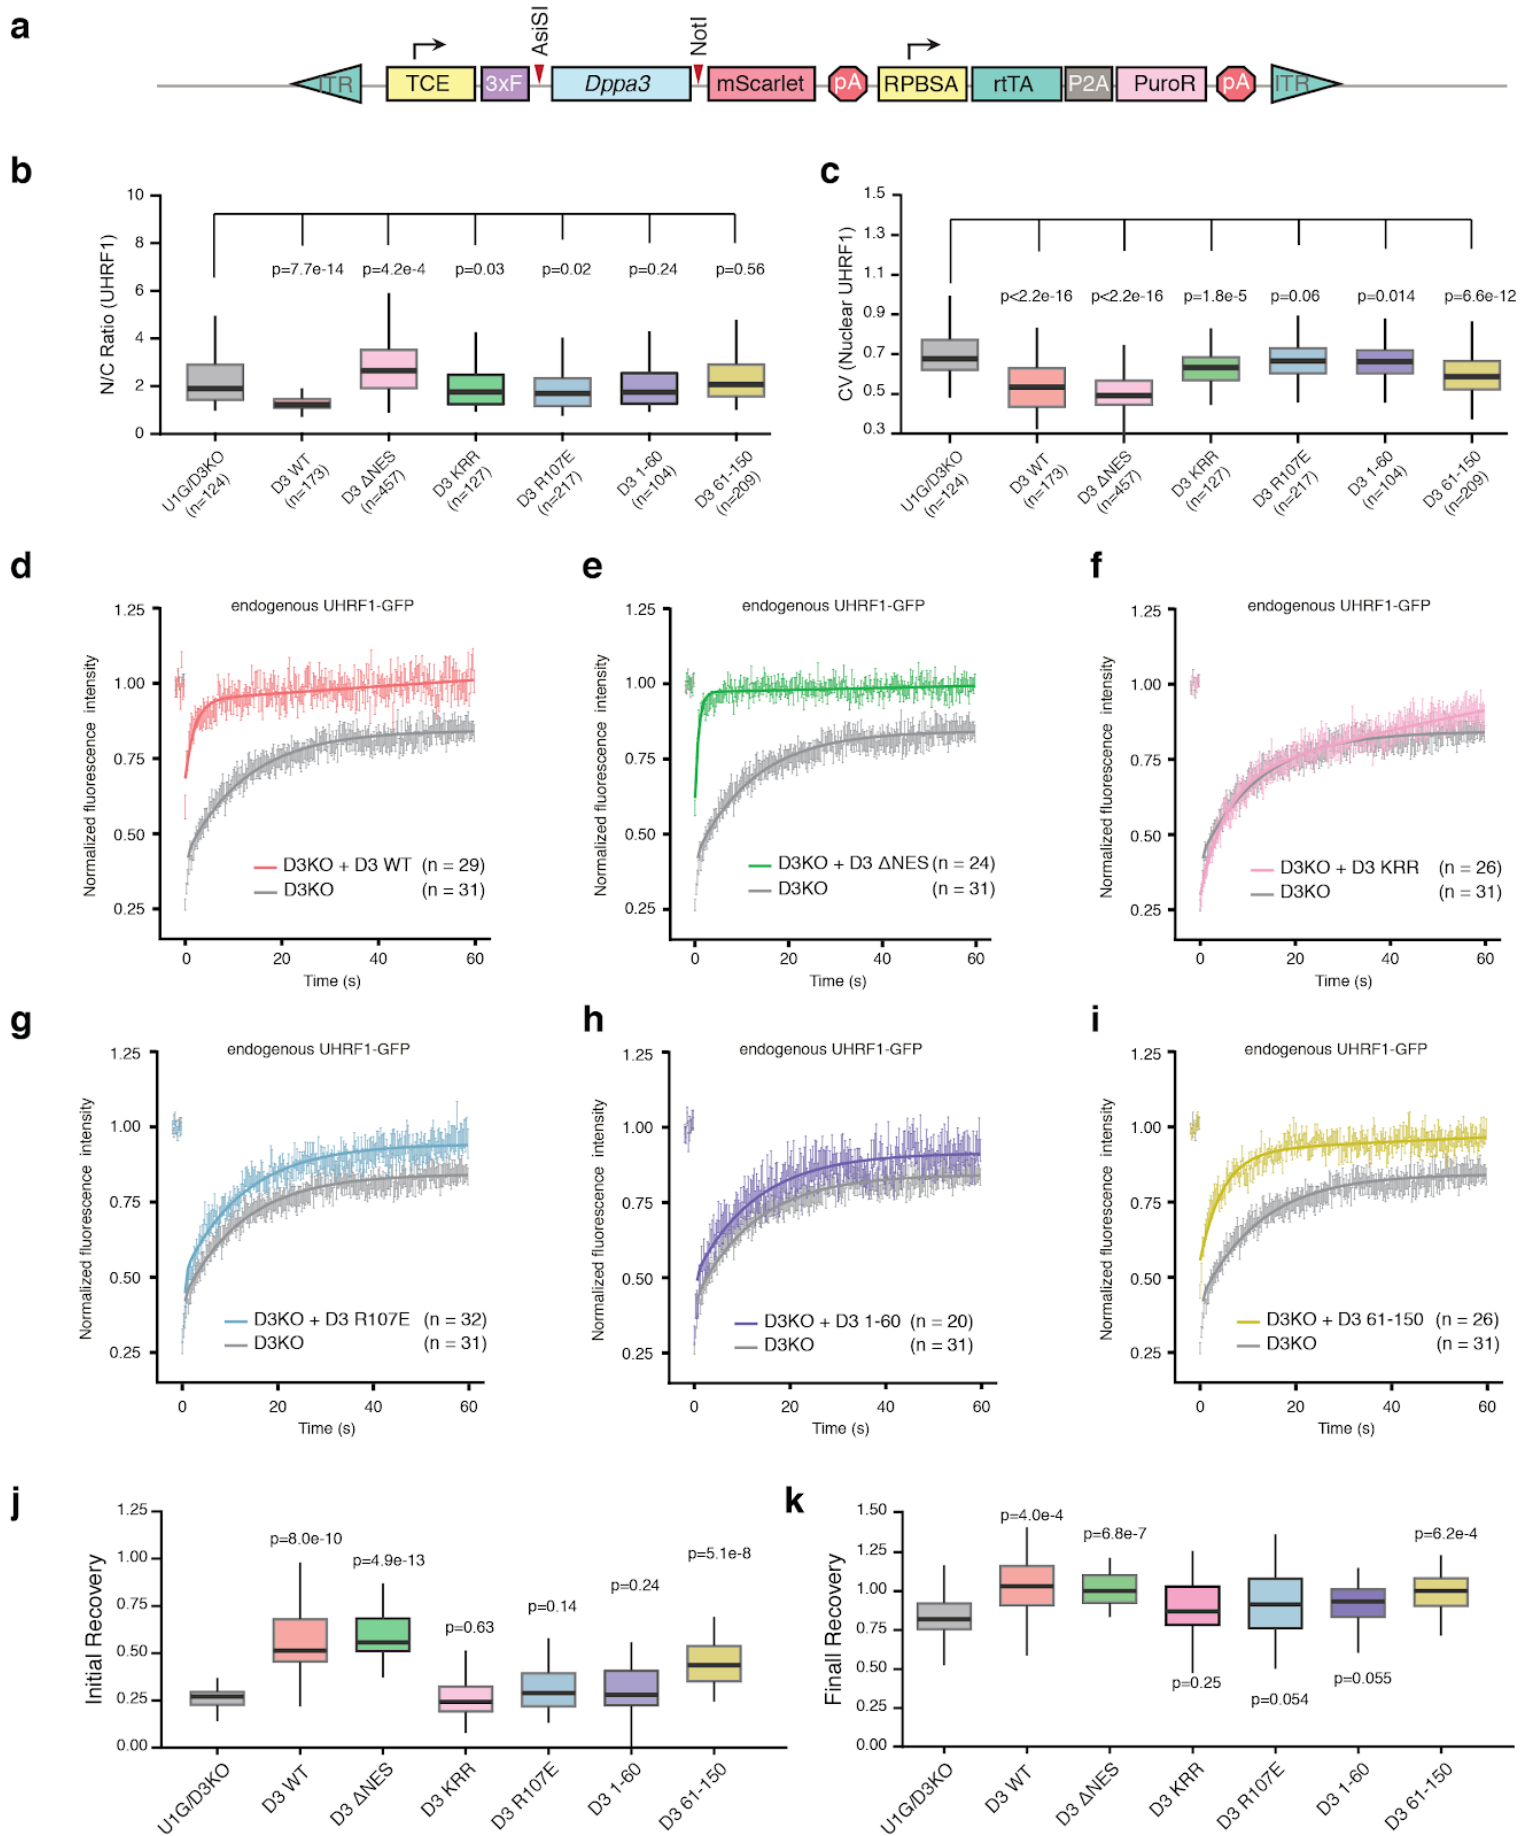 a
AsiSI
NotI
ITR
TCE
3xF
Dppa3
mScarlet
pA
RPBSA
rtTA
P2A
PuroR
pA
ITR
b
N/C Ratio (UHRF1)
10
8
6
4
2
0
p=7.7e-14
p=4.2e-4
p=0.03
p=0.02
p=0.24
p=0.56
U1G/D3KO
(n=124)
D3 WT
(n=173)
D3 ΔNES
(n=457)
D3 KRR
(n=127)
D3 R107E
(n=217)
D3 1-60
(n=104)
D3 61-150
(n=209)
c
CV (Nuclear UHRF1)
1.5
1.3
1.1
0.9
0.7
0.5
0.3
p<2.2e-16
p<2.2e-16
p=1.8e-5
p=0.06
p=0.014
p=6.6e-12
U1G/D3KO
(n=124)
D3 WT
(n=173)
D3 ΔNES
(n=457)
D3 KRR
(n=127)
D3 R107E
(n=217)
D3 1-60
(n=104)
D3 61-150
(n=209)
d
endogenous UHRF1-GFP
Normalized fluorescence intensity
1.25
1.00
0.75
0.50
0.25
D3KO + D3 WT (n = 29)
D3KO (n = 31)
0 20 40 60
Time (s)
e
endogenous UHRF1-GFP
Normalized fluorescence intensity
1.25
1.00
0.75
0.50
0.25
D3KO + D3 ΔNES (n = 24)
D3KO (n = 31)
0 20 40 60
Time (s)
f
endogenous UHRF1-GFP
Normalized fluorescence intensity
1.25
1.00
0.75
0.50
0.25
D3KO + D3 KRR (n = 26)
D3KO (n = 31)
0 20 40 60
Time (s)
g
endogenous UHRF1-GFP
Normalized fluorescence intensity
1.25
1.00
0.75
0.50
0.25
D3KO + D3 R107E (n = 32)
D3KO (n = 31)
0 20 40 60
Time (s)
h
endogenous UHRF1-GFP
Normalized fluorescence intensity
1.25
1.00
0.75
0.50
0.25
D3KO + D3 1-60 (n = 20)
D3KO (n = 31)
0 20 40 60
Time (s)
i
endogenous UHRF1-GFP
Normalized fluorescence intensity
1.25
1.00
0.75
0.50
0.25
D3KO + D3 61-150 (n = 26)
D3KO (n = 31)
0 20 40 60
Time (s)
j
Initial Recovery
1.25
1.00
0.75
0.50
0.25
0.00
p=8.0e-10
p=4.9e-13
p=0.63
p=0.14
p=0.24
p=5.1e-8
U1G/D3KO
D3 WT
D3 ΔNES
D3 KRR
D3 R107E
D3 1-60
D3 61-150
k
Finall Recovery
1.50
1.25
1.00
0.75
0.50
0.25
0.00
p=4.0e-4
p=6.8e-7
p=0.25
p=0.054
p=0.055
p=6.2e-4
U1G/D3KO
D3 WT
D3 ΔNES
D3 KRR
D3 R107E
D3 1-60
D3 61-150